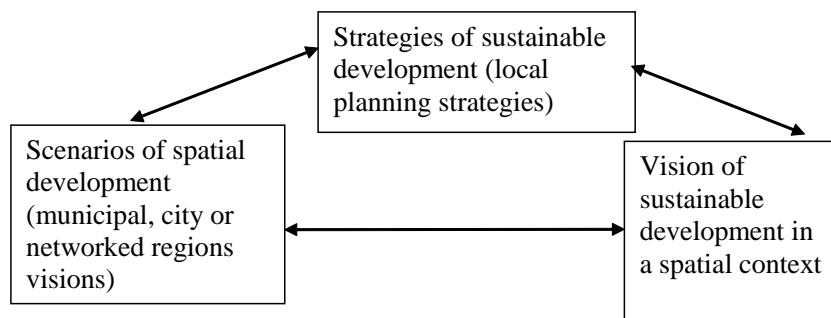 Strategies of sustainable
development (local
planning strategies)
Scenarios of spatial
development
(municipal, city or
networked regions
visions)
Vision of
sustainable
development in
a spatial context